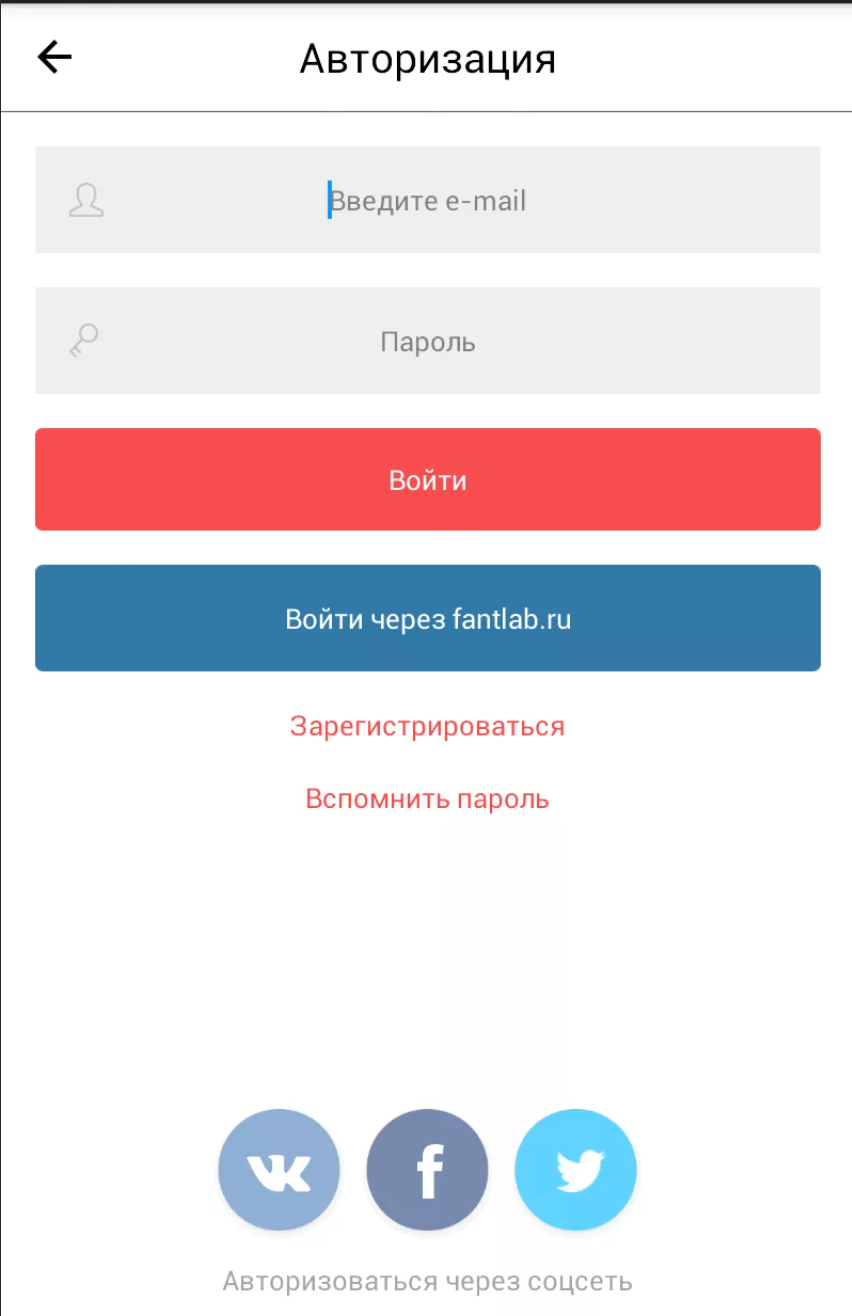 Авторизация
Введите e-mail
Пароль
Войти
Войти через fantlab.ru
Зарегистрироваться
Вспомнить пароль
Авторизоваться через соцсеть